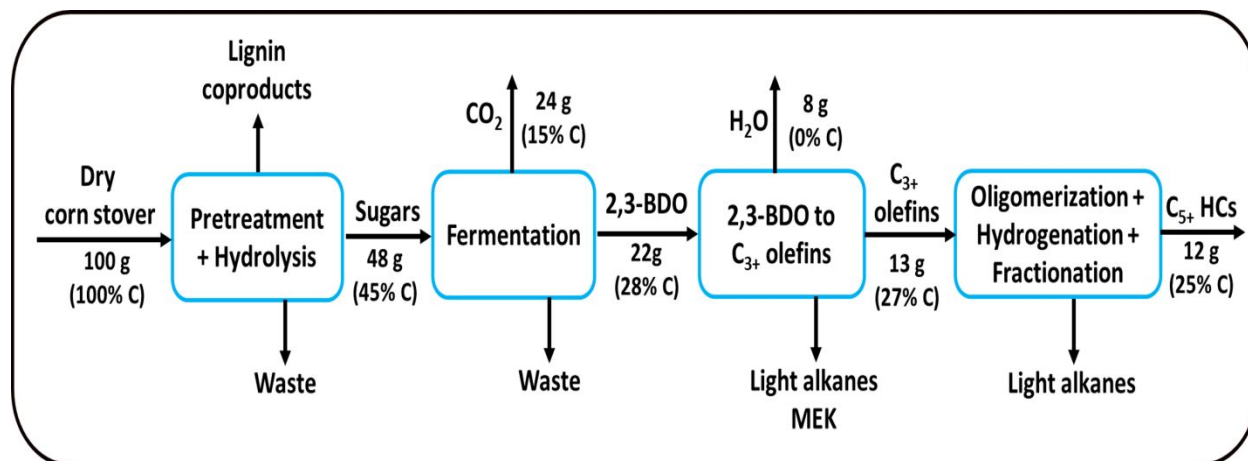 Lignin
coproducts
CO₂
24 g
(15% C)
H₂O
8 g
(0% C)
Dry
corn stover
100 g
(100% C)
Pretreatment
+ Hydrolysis
Sugars
48 g
(45% C)
Fermentation
2,3-BDO
22g
(28% C)
2,3-BDO to
C₃₊ olefins
C₃₊
olefins
13 g
(27% C)
Oligomerization +
Hydrogenation +
Fractionation
C₅₊ HCs
12 g
(25% C)
Waste
Waste
Light alkanes
MEK
Light alkanes